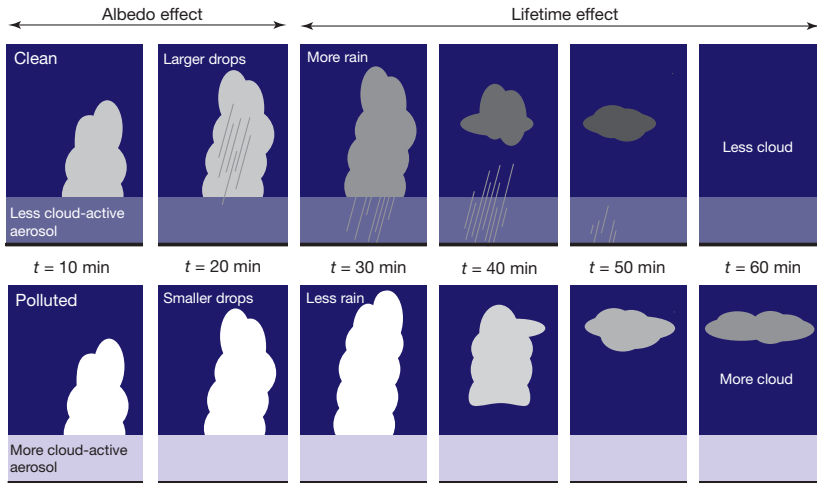 Albedo effect
Lifetime effect
Clean
Larger drops
More rain
Less cloud
Less cloud-active
aerosol
t = 10 min
t = 20 min
t = 30 min
t = 40 min
t = 50 min
t = 60 min
Polluted
Smaller drops
Less rain
More cloud
More cloud-active
aerosol